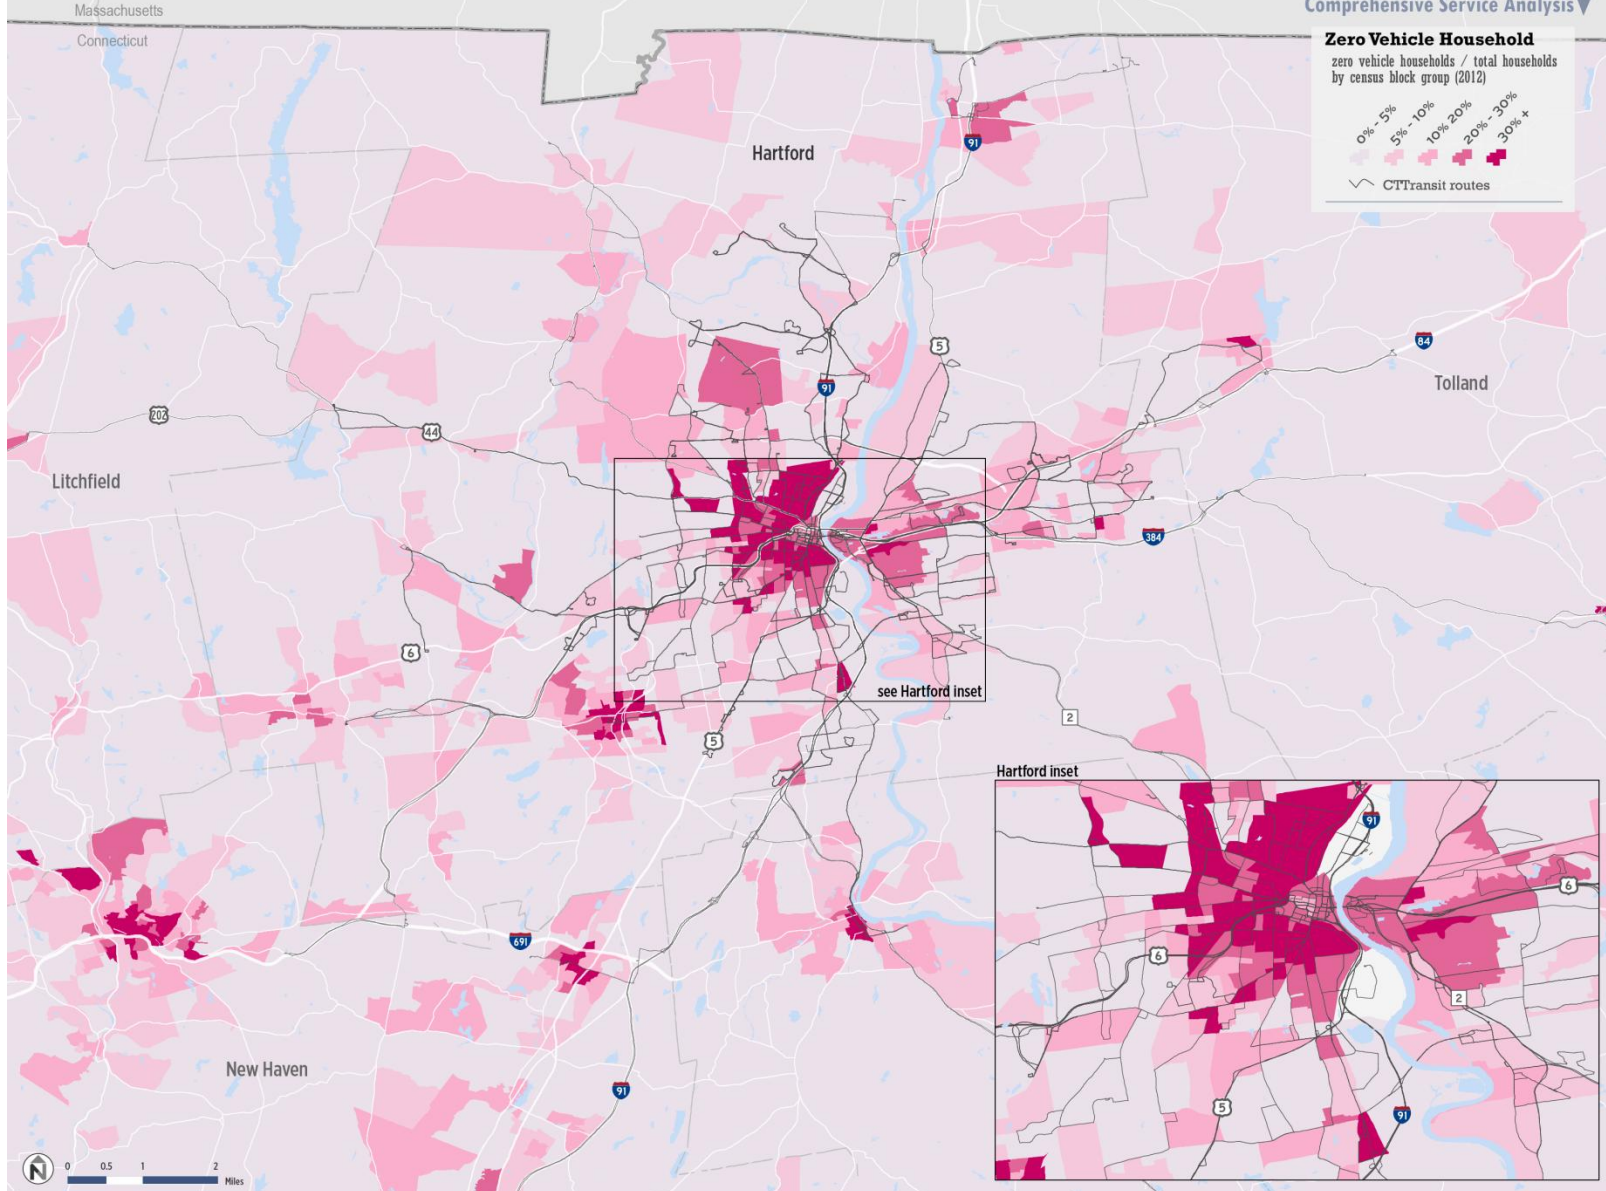 Massachusetts
Connecticut
Comprehensive Service Analysis
Zero Vehicle Household
zero vehicle households / total households
by census block group (2012)
0% - 5%
5% - 10%
10% 20%
20% - 30%
30% +
CTTransit routes
91
Hartford
5
84
91
Tolland
202
44
Litchfield
384
6
see Hartford inset
2
5
Hartford inset
91
6
691
6
2
New Haven
91
5
91
N
0 0.5 1 2
Miles